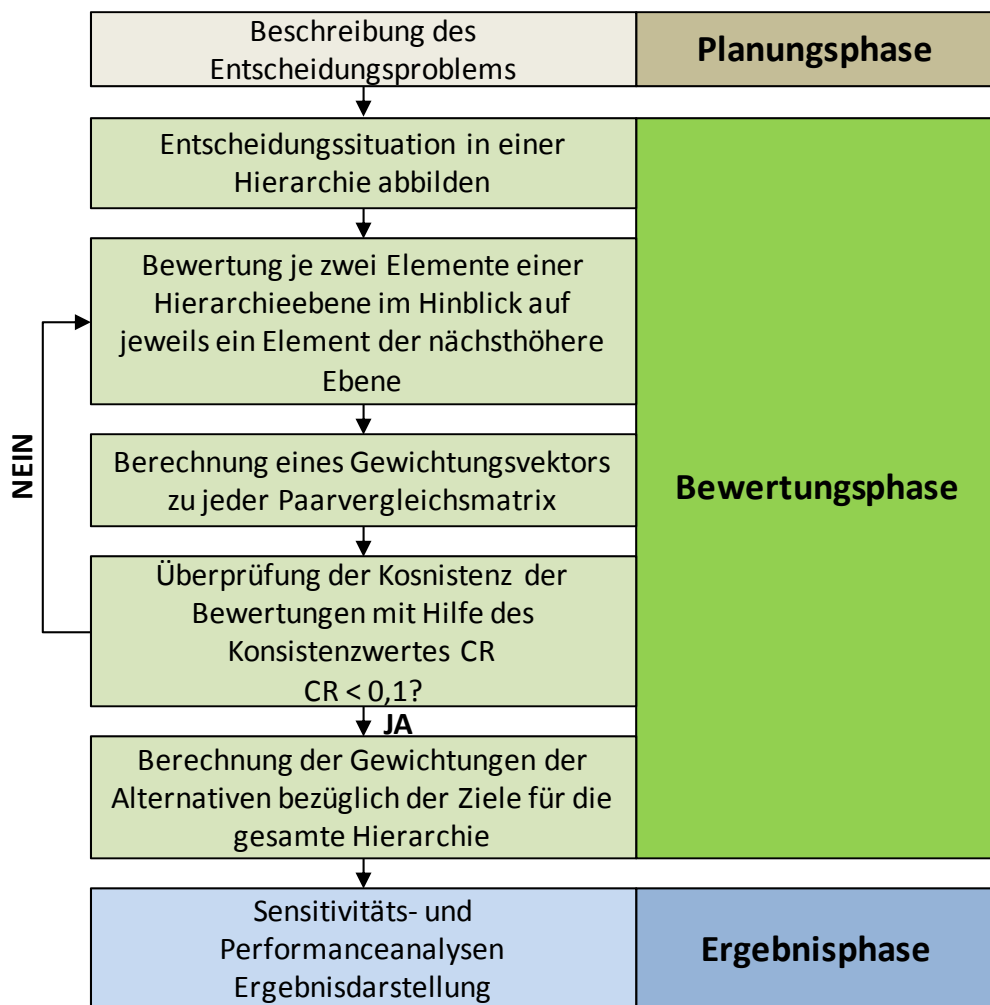 Beschreibung des
Entscheidungsproblems
Planungsphase
Entscheidungssituation in einer
Hierarchie abbilden
Bewertung je zwei Elemente einer
Hierarchieebene im Hinblick auf
jeweils ein Element der nächsthöhere
Ebene
NEIN
Berechnung eines Gewichtungsvektors
zu jeder Paarvergleichsmatrix
Bewertungsphase
Überprüfung der Kosnistenz der
Bewertungen mit Hilfe des
Konsistenzwertes CR
CR < 0,1?
JA
Berechnung der Gewichtungen der
Alternativen bezüglich der Ziele für die
gesamte Hierarchie
Sensitivitäts- und
Performanceanalysen
Ergebnisdarstellung
Ergebnisphase